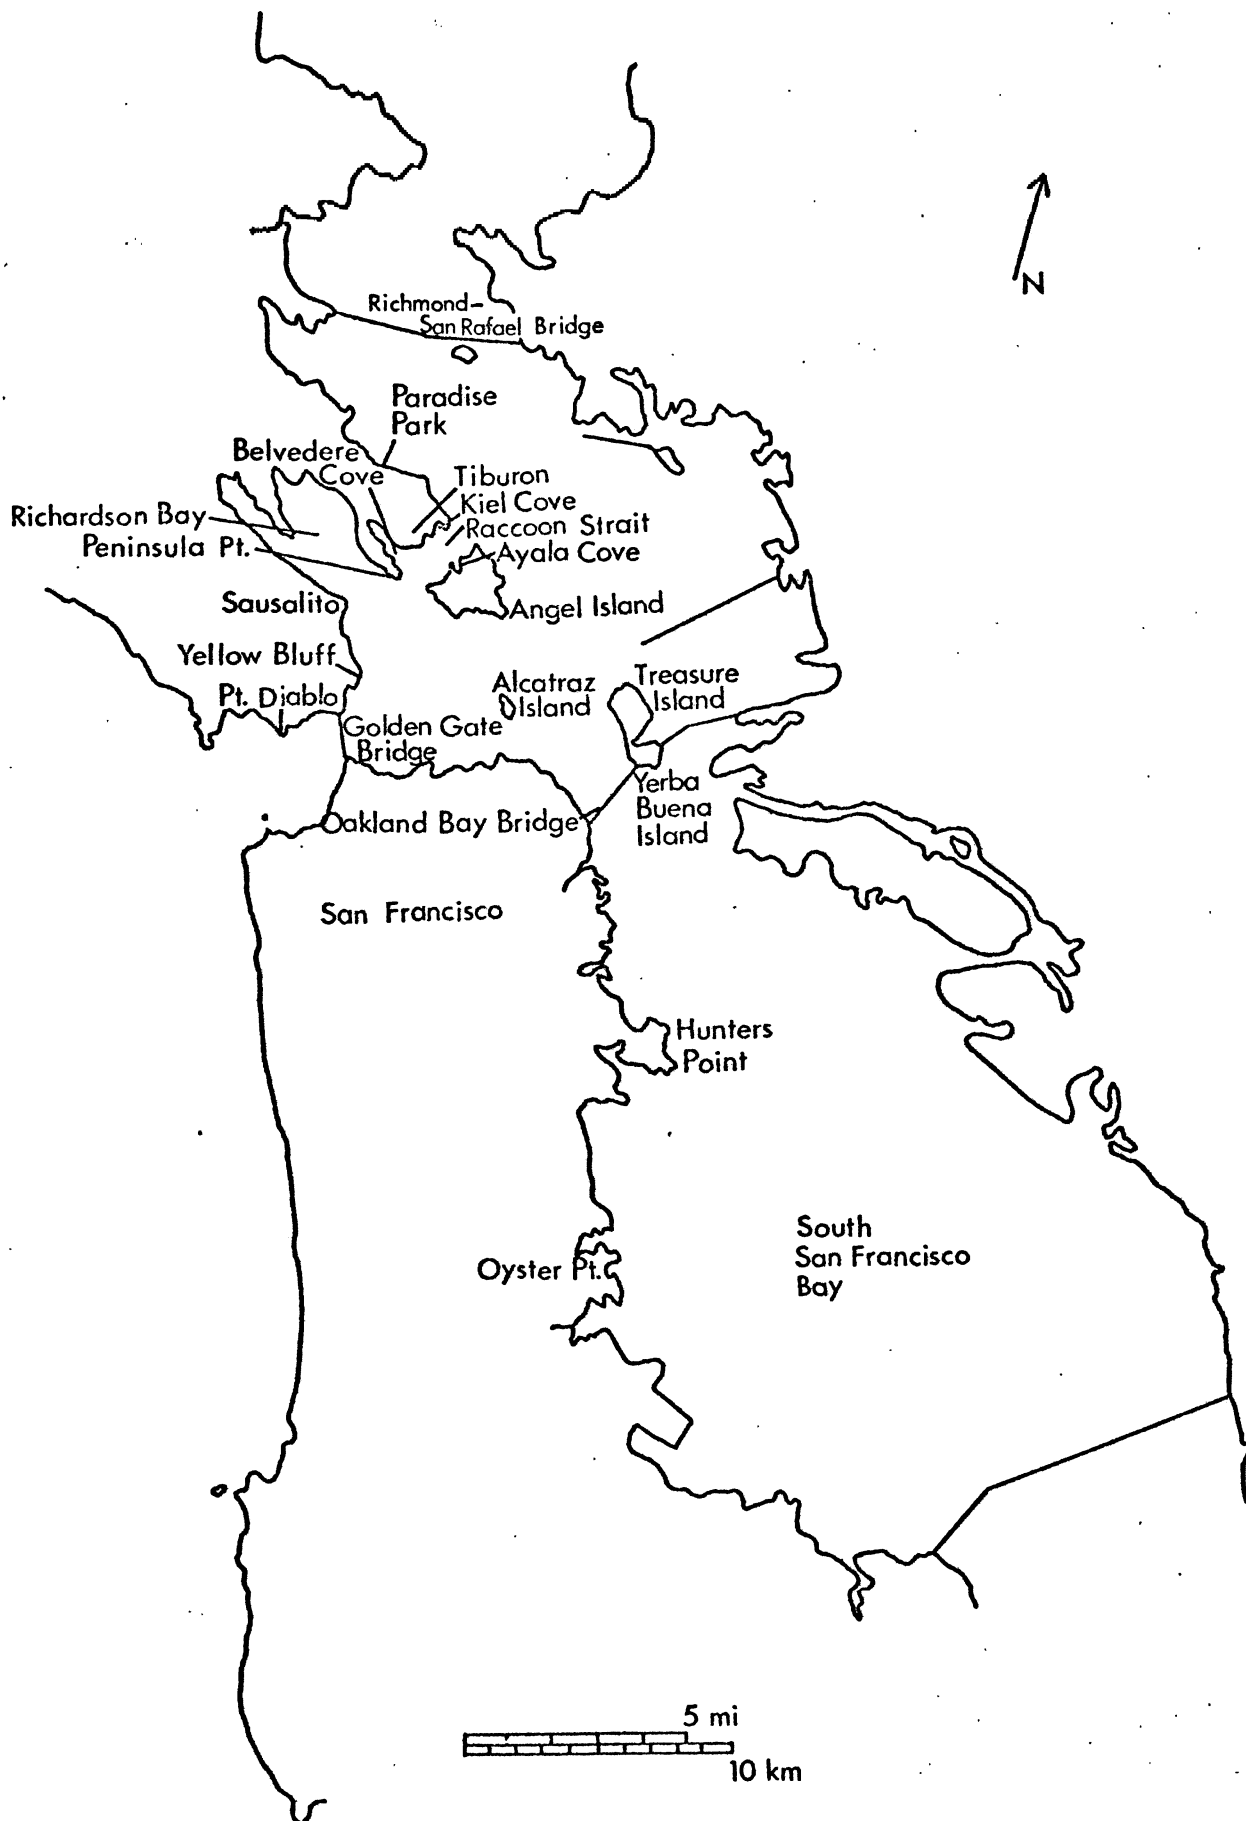 N
Richmond-
San Rafael Bridge
Paradise
Park
Belvedere
Cove
Tiburon
Kiel Cove
Richardson Bay
Raccoon Strait
Peninsula Pt.
Ayala Cove
Sausalito
Angel Island
Yellow Bluff
Pt. Diablo
Alcatraz
Island
Treasure
Island
Golden Gate
Bridge
Yerba
Buena
Island
Oakland Bay Bridge
San Francisco
Hunters
Point
South
San Francisco
Bay
Oyster Pt.
5 mi
10 km